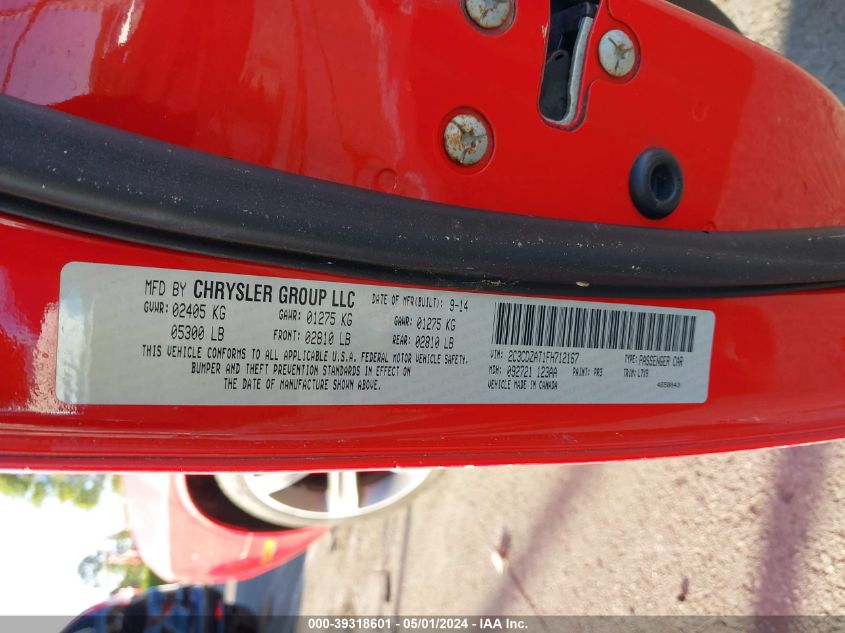 MFD BY CHRYSLER GROUP LLC DATE OF MFR(BUILT): 9-14
GVWR: 02405 KG GAWR: 01275 KG GAWR: 01275 KG
05300 LB FRONT: 02810 LB REAR: 02810 LB
THIS VEHICLE CONFORMS TO ALL APPLICABLE U.S.A. FEDERAL MOTOR VEHICLE SAFETY,
BUMPER AND THEFT PREVENTION STANDARDS IN EFFECT ON
THE DATE OF MANUFACTURE SHOWN ABOVE.
VIN: 2C3CDZAT1FH712167 TYPE: PASSENGER CAR
MDH: 092721 123AA PAINT: PR3 TRIM: L7X9
VEHICLE MADE IN CANADA
000-39318601 - 05/01/2024 - IAA Inc.